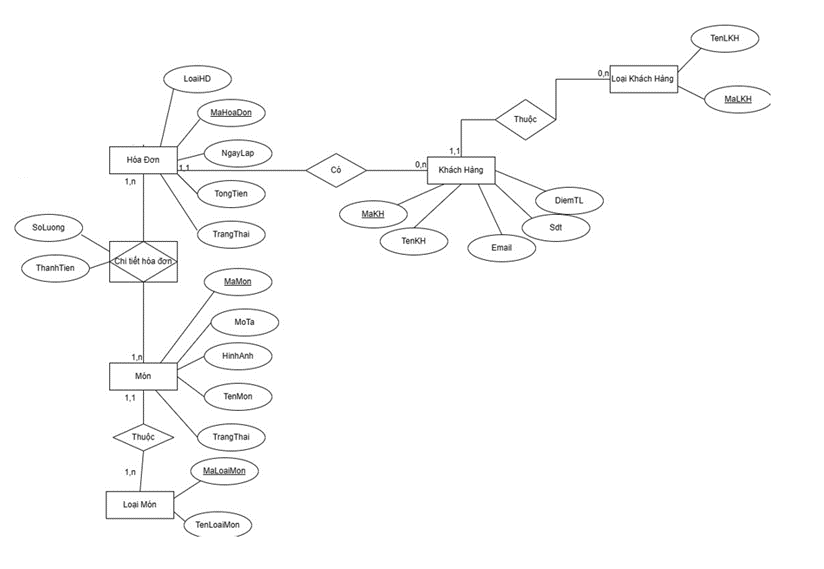 TenLKH
LoaiHD
0,n
Loại Khách Hàng
MaLKH
MaHoaDon
Thuộc
NgayLap
1,1
Hóa Đơn
1,1
Có
0,n
Khách Hàng
1,n
TongTien
DiemTL
MaKH
SoLuong
TrangThai
TenKH
Sdt
Email
Chi tiết hóa đơn
ThanhTien
MaMon
MoTa
1,n
HinhAnh
Món
1,1
TenMon
Thuộc
TrangThai
1,n
MaLoaiMon
Loại Món
TenLoaiMon